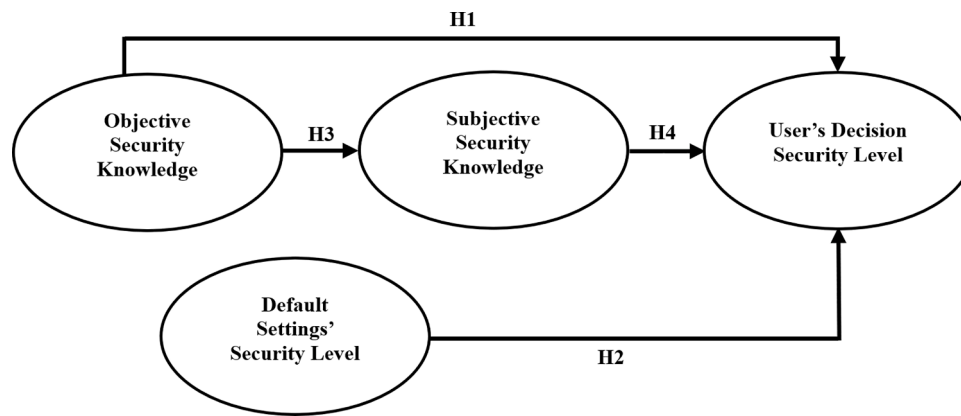 H1
Objective
Security
Knowledge
H3
Subjective
Security
Knowledge
H4
User’s Decision
Security Level
Default
Settings’
Security Level
H2